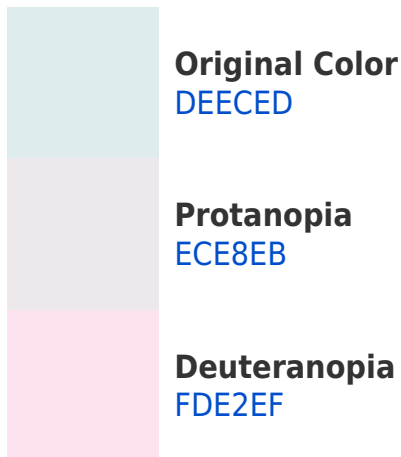 Original Color
DEECED
Protanopia
ECE8EB
Deuteranopia
FDE2EF